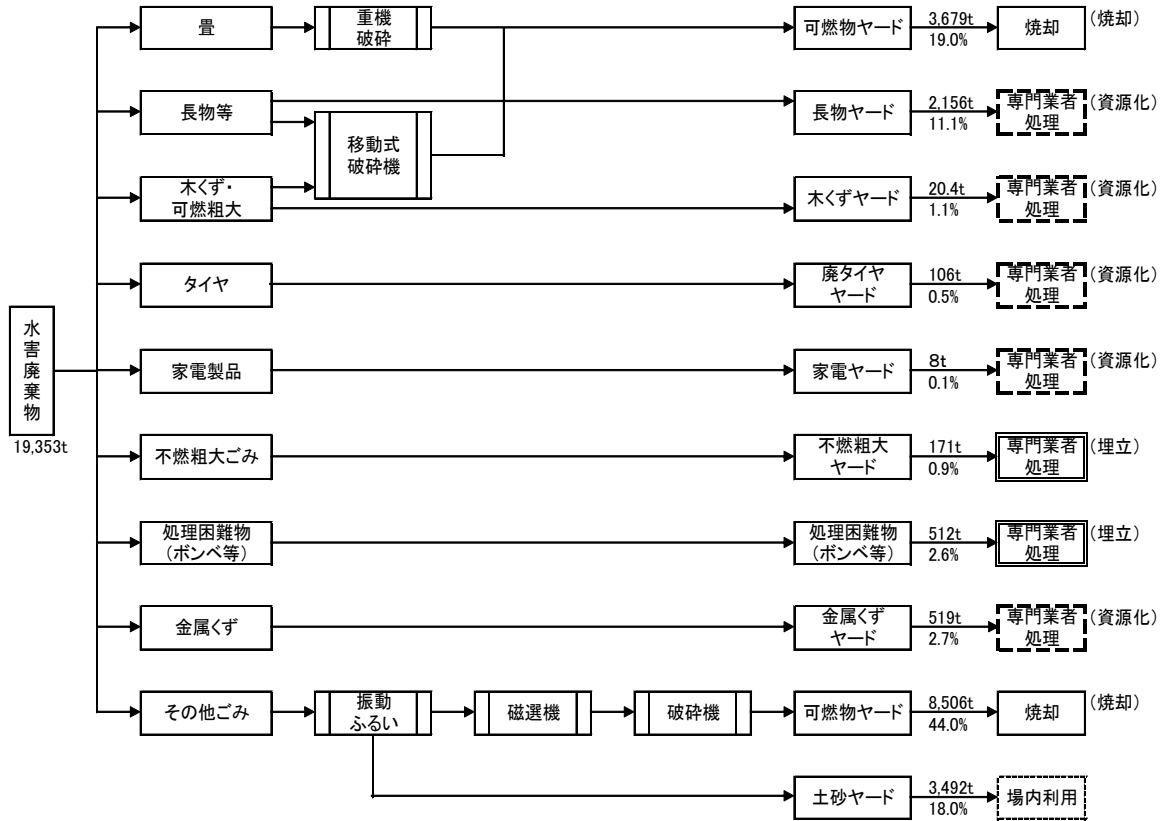 水害廃棄物
19,353t
畳
重機
破砕
可燃物ヤード
3,679t
19.0%
焼却
(焼却)
長物等
移動式
破砕機
長物ヤード
2,156t
11.1%
専門業者
処理
(資源化)
木くず・
可燃粗大
木くずヤード
20.4t
1.1%
専門業者
処理
(資源化)
タイヤ
廃タイヤ
ヤード
106t
0.5%
専門業者
処理
(資源化)
家電製品
家電ヤード
8t
0.1%
専門業者
処理
(資源化)
不燃粗大ごみ
不燃粗大
ヤード
171t
0.9%
専門業者
処理
(埋立)
処理困難物
(ボンベ等)
処理困難物
(ボンベ等)
512t
2.6%
専門業者
処理
(埋立)
金属くず
金属くず
ヤード
519t
2.7%
専門業者
処理
(資源化)
その他ごみ
振動
ふるい
磁選機
破砕機
可燃物ヤード
8,506t
44.0%
焼却
(焼却)
土砂ヤード
3,492t
18.0%
場内利用